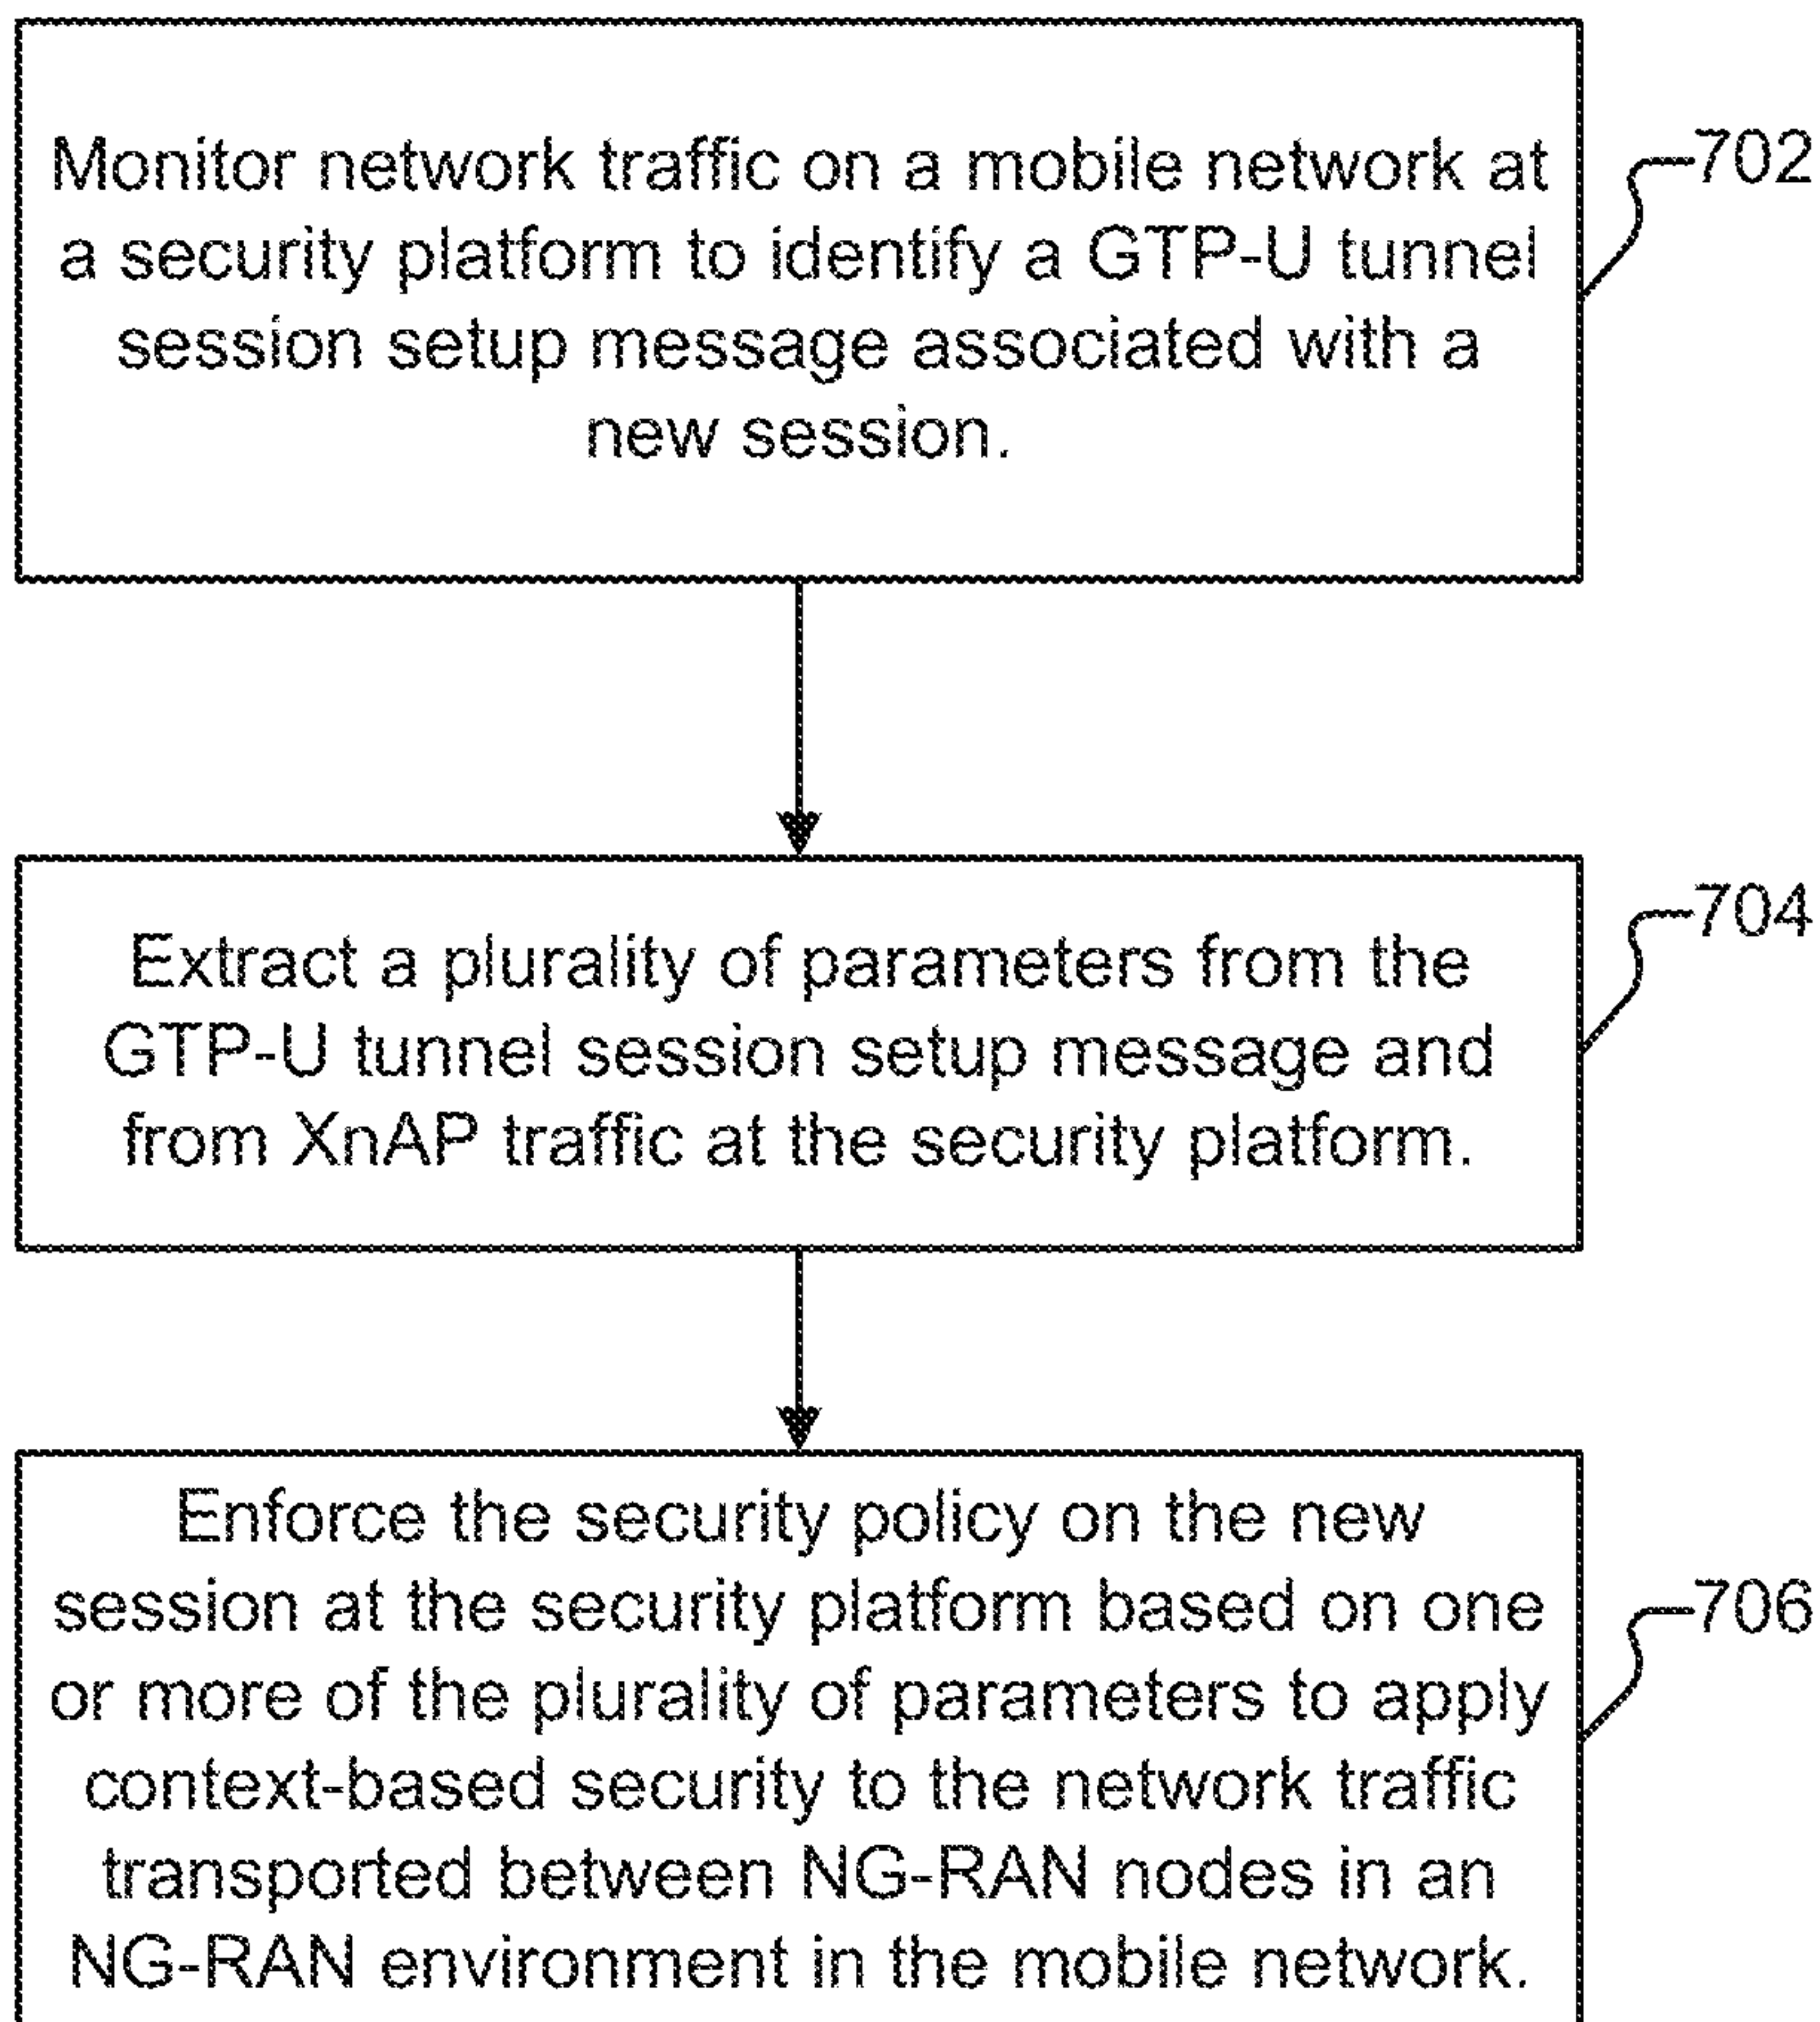 Monitor network traffic on a mobile network at
a security platform to identify a GTP-U tunnel
session setup message associated with a
new session.
702
Extract a plurality of parameters from the
GTP-U tunnel session setup message and
from XnAP traffic at the security platform.
704
Enforce the security policy on the new
session at the security platform based on one
or more of the plurality of parameters to apply
context-based security to the network traffic
transported between NG-RAN nodes in an
NG-RAN environment in the mobile network.
706